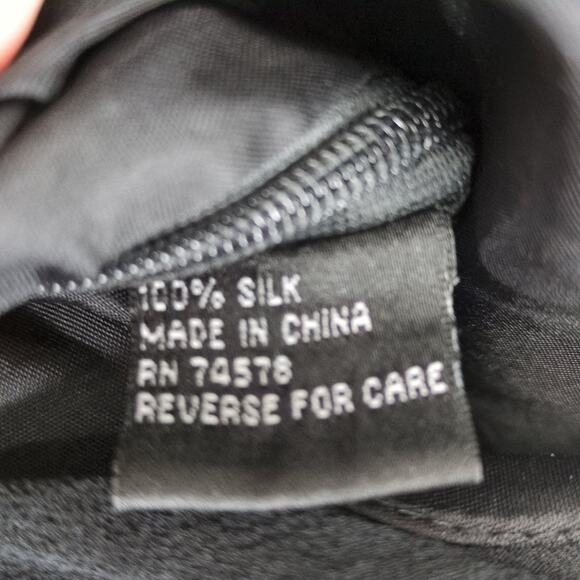 100% SILK
MADE IN CHINA
RN 74578
REVERSE FOR CARE